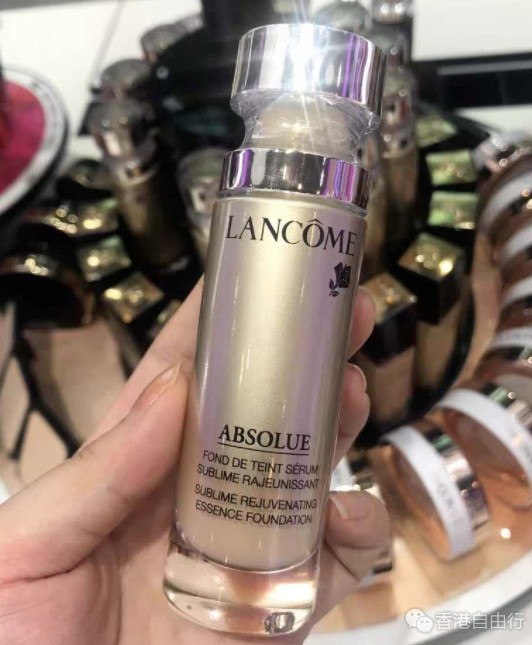 LANCÔME
ABSOLUE
FOND DE TEINT SÉRUM
SUBLIME RAJEUNISSANT
SUBLIME REJUVENATING
ESSENCE FOUNDATION
香港自由行